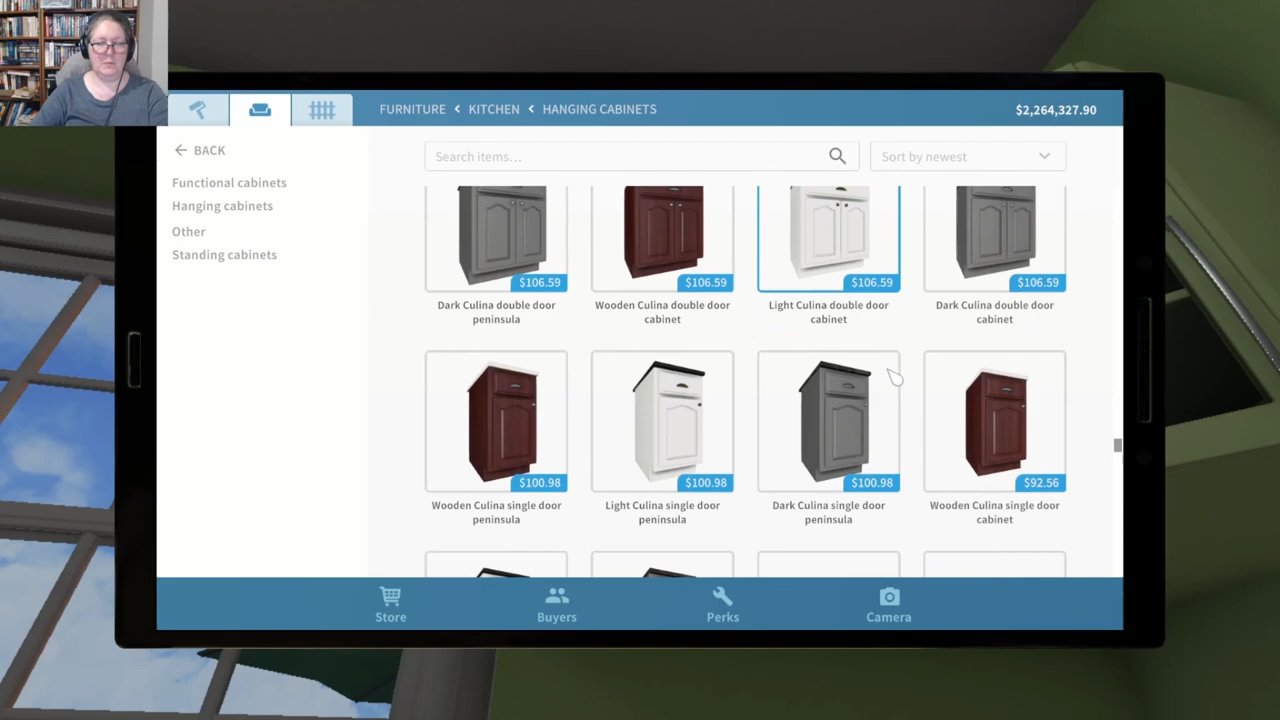 FURNITURE < KITCHEN < HANGING CABINETS
$2,264,327.90
BACK
Search items...
Sort by newest
Functional cabinets
Hanging cabinets
Other
Standing cabinets
$106.59
$106.59
$106.59
$106.59
Dark Culina double door
peninsula
Wooden Culina double door
cabinet
Light Culina double door
cabinet
Dark Culina double door
cabinet
$100.98
$100.98
$100.98
$92.56
Wooden Culina single door
peninsula
Light Culina single door
peninsula
Dark Culina single door
peninsula
Wooden Culina single door
cabinet
Store
Buyers
Perks
Camera